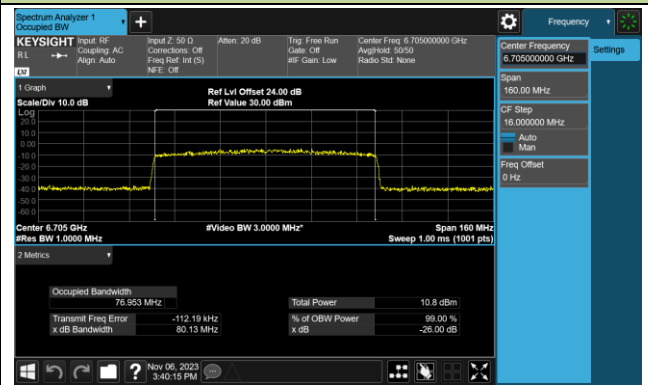 Spectrum Analyzer 1
Occupied BW
Frequency
KEYSIGHT
R L
LXI
Input: RF
Coupling: AC
Align: Auto
Input Z: 50 Ω
Corrections: Off
Freq Ref: Int (S)
NFE: Off
Atten: 20 dB
Trig: Free Run
Gate: Off
#IF Gain: Low
Center Freq: 6.705000000 GHz
Avg|Hold: 50/50
Radio Std: None
Center Frequency
6.705000000 GHz
Settings
Span
160.00 MHz
CF Step
16.000000 MHz
Auto
Man
Freq Offset
0 Hz
1 Graph
Scale/Div 10.0 dB
Ref Lvl Offset 24.00 dB
Ref Value 30.00 dBm
Log
20.0
10.0
0.00
-10.0
-20.0
-30.0
-40.0
-50.0
-60.0
Center 6.705 GHz
#Res BW 1.0000 MHz
#Video BW 3.0000 MHz*
Span 160 MHz
Sweep 1.00 ms (1001 pts)
2 Metrics
Occupied Bandwidth
76.953 MHz
Total Power 10.8 dBm
Transmit Freq Error -112.19 kHz
% of OBW Power 99.00 %
x dB Bandwidth 80.13 MHz
x dB -26.00 dB
?
Nov 06, 2023
3:40:15 PM